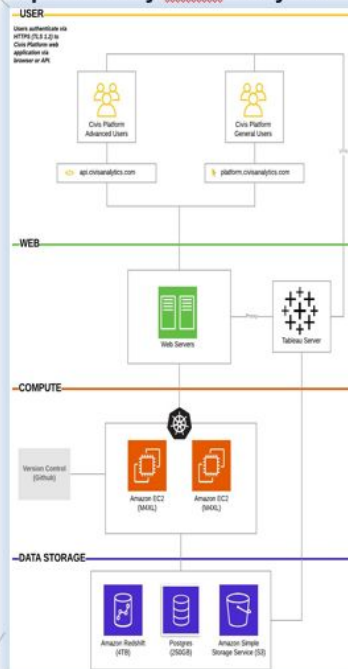 USER
Users authenticate via
HTTPS (TLS 1.2) to
Civis Platform web
application via
browser or API.
Civis Platform
Advanced Users
Civis Platform
General Users
api.civisanalytics.com
platform.civisanalytics.com
WEB
Web Servers
Proxy
Tableau Server
COMPUTE
Version Control
(Github)
Amazon EC2
(M4XL)
Amazon EC2
(M4XL)
DATA STORAGE
Amazon Redshift
(4TB)
Postgres
(250GB)
Amazon Simple
Storage Service (S3)